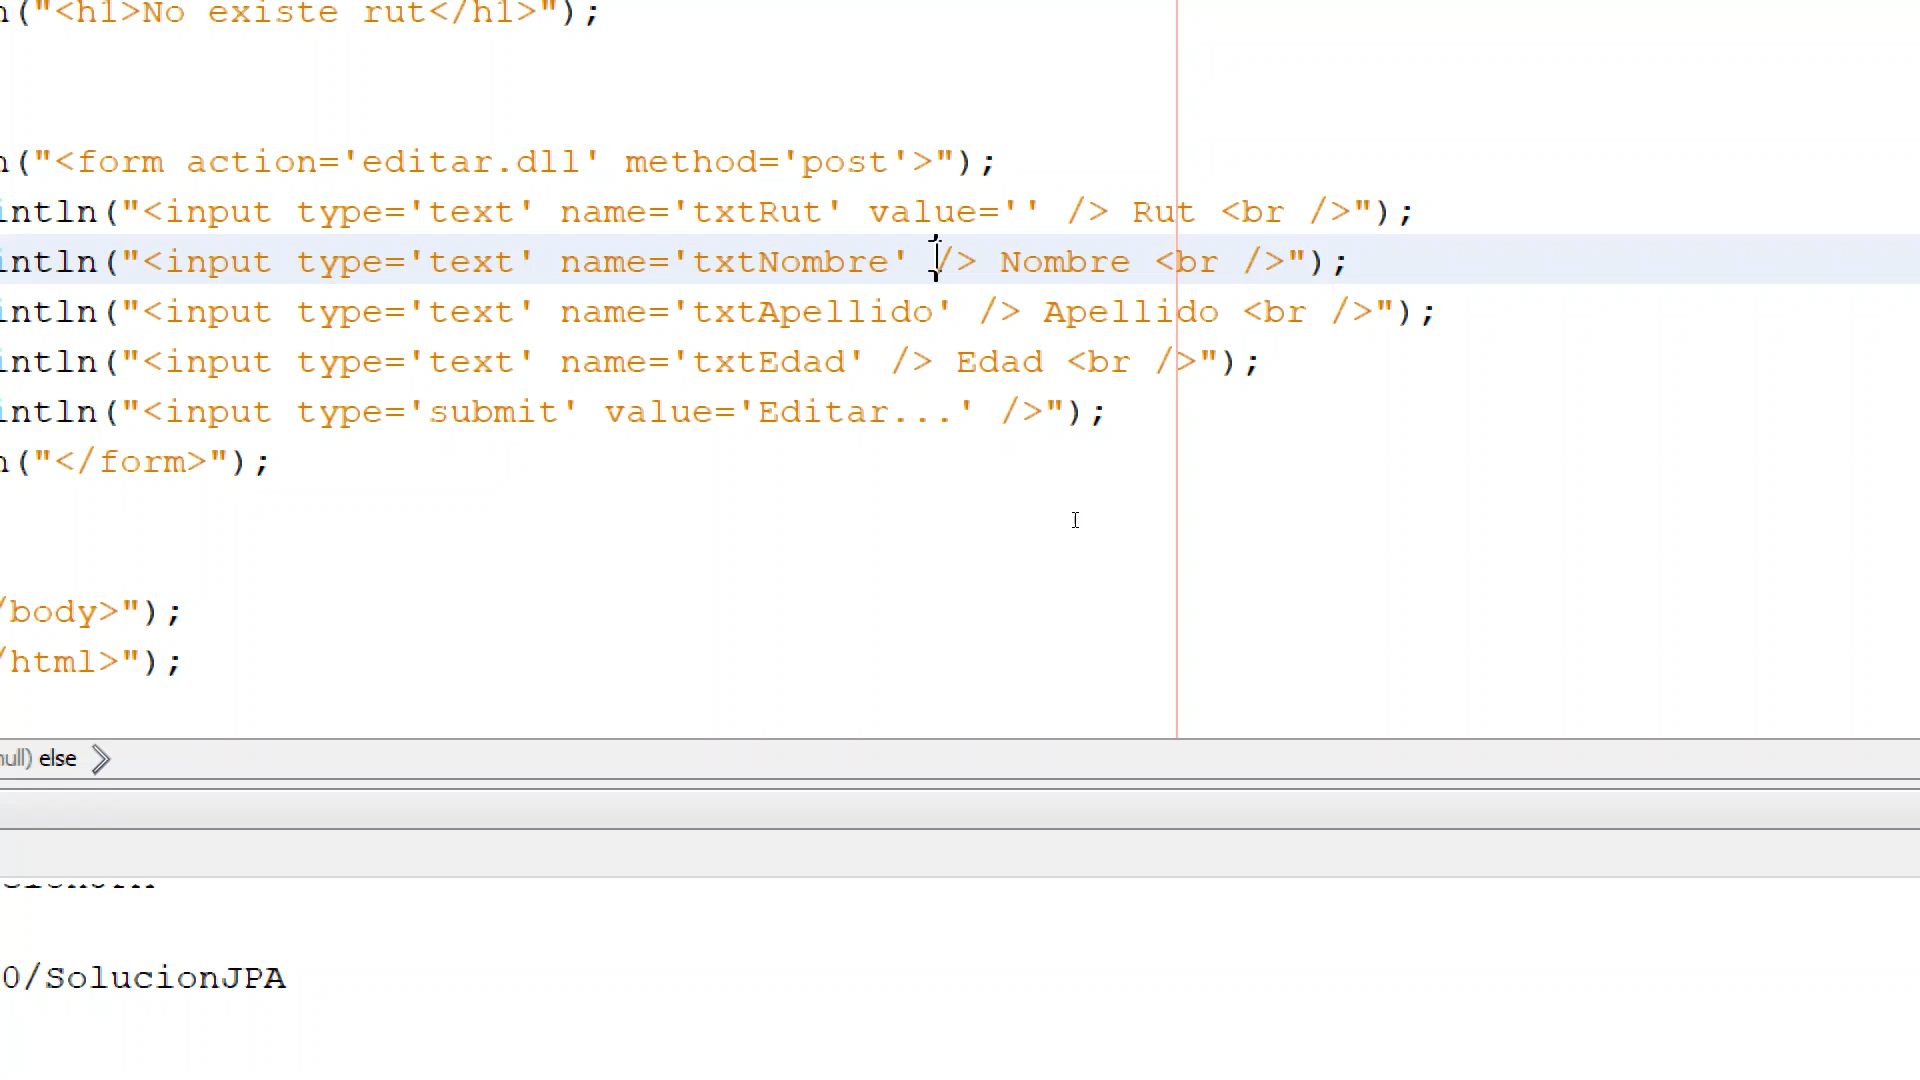 n("<h1>No existe rut</h1>");
n("<form action='editar.dll' method='post'>");
intln("<input type='text' name='txtRut' value='' /> Rut <br />");
intln("<input type='text' name='txtNombre' /> Nombre <br />");
intln("<input type='text' name='txtApellido' /> Apellido <br />");
intln("<input type='text' name='txtEdad' /> Edad <br />");
intln("<input type='submit' value='Editar...' />");
n("</form>");
/body>");
/html>");
null) else
0/SolucionJPA